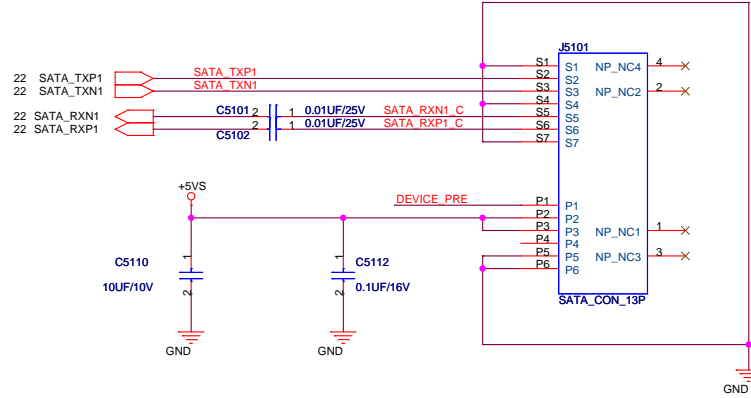 J5101
S1 S1 NP_NC4 4
22 SATA_TXP1 SATA_TXP1 S2 S2
22 SATA_TXN1 SATA_TXN1 S3 S3 NP_NC2 2
S4 S4
22 SATA_RXN1 C5101 2 1 0.01UF/25V SATA_RXN1_C S5 S5
22 SATA_RXP1 2 1 0.01UF/25V SATA_RXP1_C S6 S6
C5102 S7 S7
+5VS
DEVICE_PRE P1 P1
P2 P2
P3 P3 NP_NC1 1
P4 P4
1 1 P5 P5 NP_NC3 3
C5110 C5112 P6 P6
10UF/10V 2 2 0.1UF/16V
SATA_CON_13P
GND GND
GND